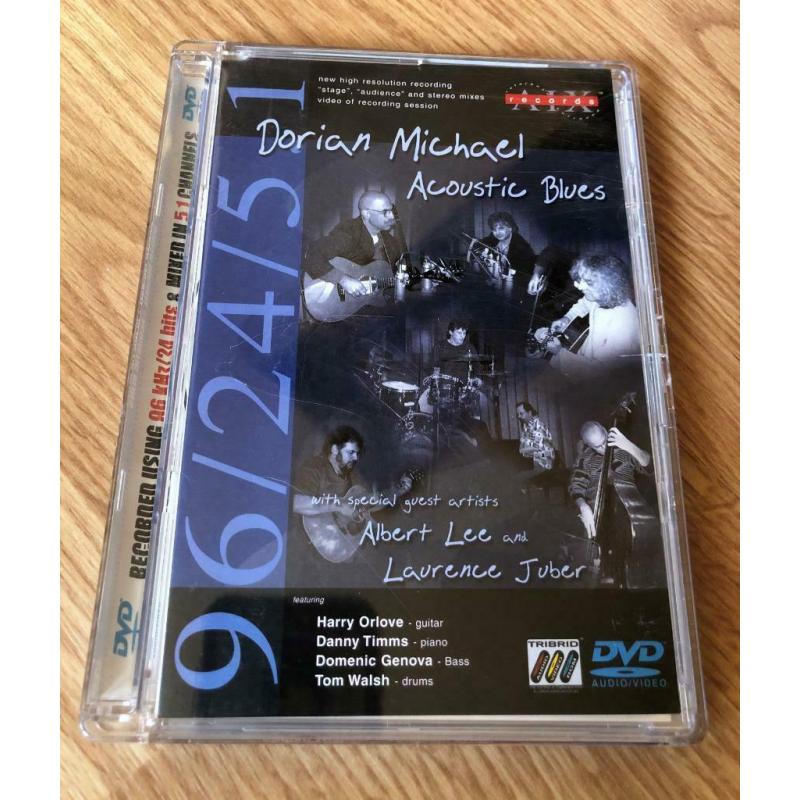 new high resolution recording
"stage", "audience" and stereo mixes
video of recording session
AIX
records
Dorian Michael
Acoustic Blues
96/24/5 1
with special guest artists
Albert Lee and
Laurence Juber
featuring
Harry Orlove - guitar
Danny Timms - piano
Domenic Genova - Bass
Tom Walsh - drums
TRIBRID
DVD
AUDIO/VIDEO
DVD
RECORDED USING 96 kHz/24 bits & MIXED IN 5 1 CHANNELS
DVD